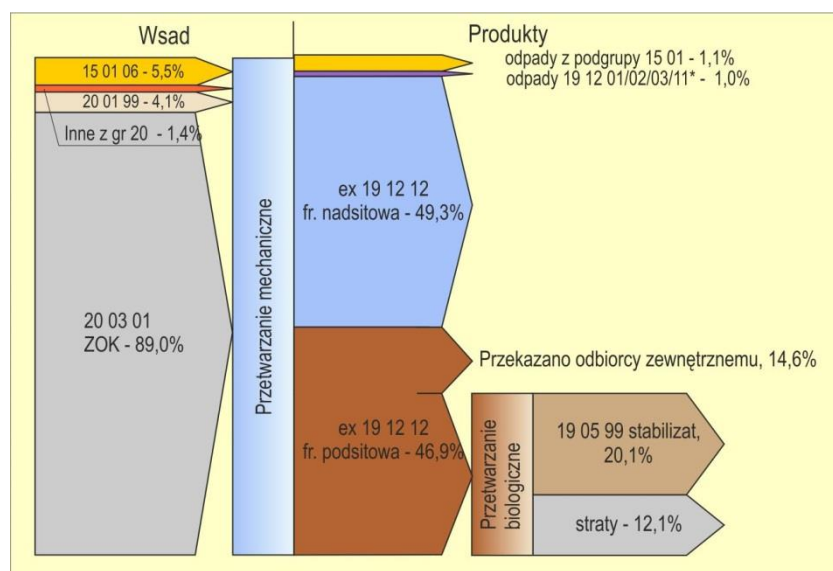 Wsad
Produkty
15 01 06 - 5,5%
20 01 99 - 4,1%
Inne z gr 20 - 1,4%
20 03 01
ZOK - 89,0%
Przetwarzanie mechaniczne
odpady z podgrupy 15 01 - 1,1%
odpady 19 12 01/02/03/11* - 1,0%
ex 19 12 12
fr. nadsitowa - 49,3%
Przekazano odbiorcy zewnętrznemu, 14,6%
ex 19 12 12
fr. podsitowa - 46,9%
Przetwarzanie
biologiczne
19 05 99 stabilizat,
20,1%
straty - 12,1%